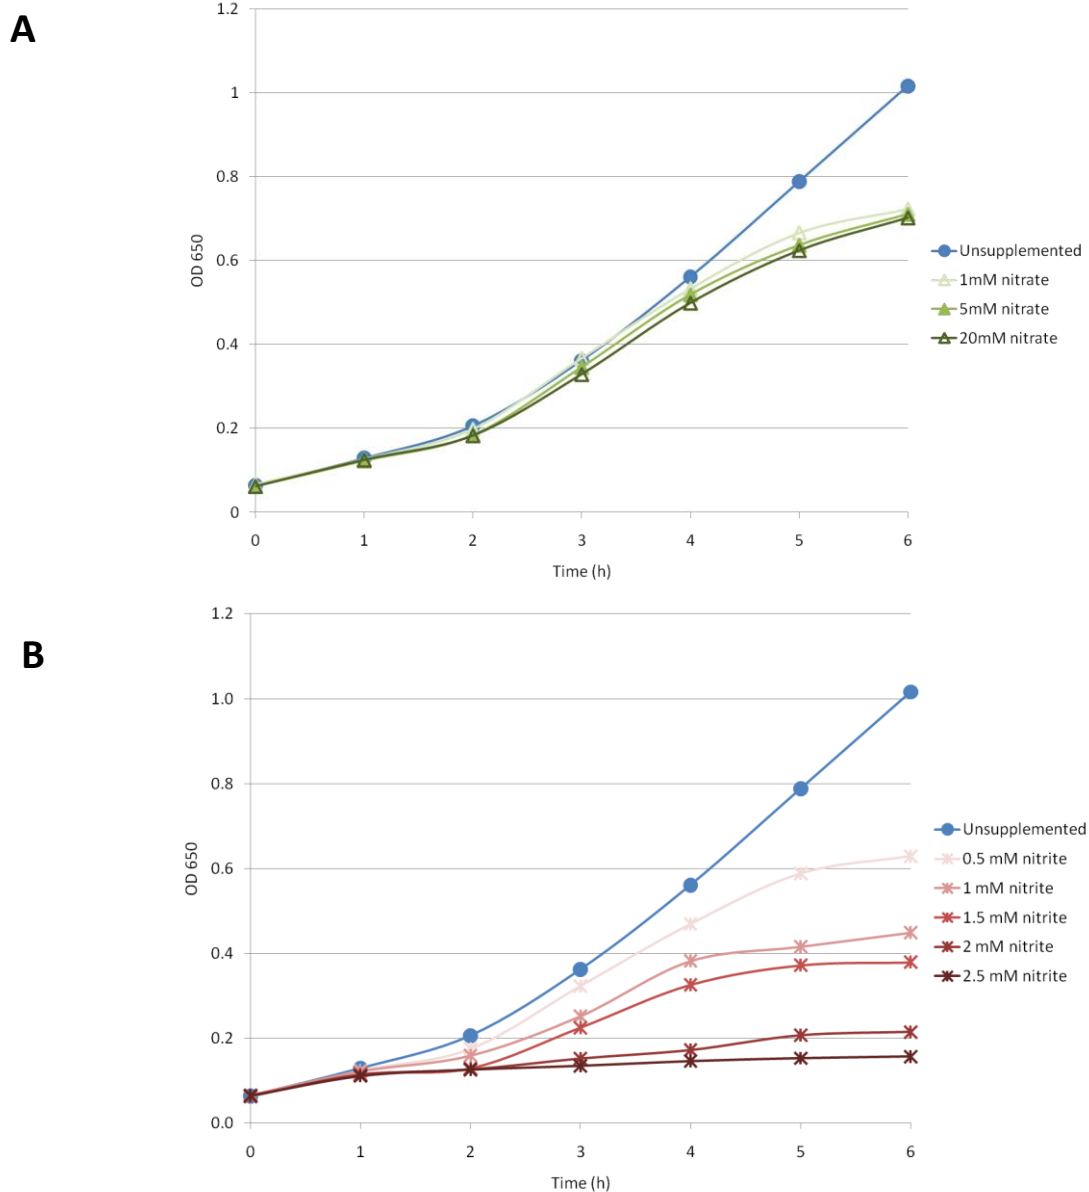 A
1.2
1
0.8
0.6
0.4
0.2
0
OD 650
0 1 2 3 4 5 6
Time (h)
Unsupplemented
1mM nitrate
5mM nitrate
20mM nitrate
B
1.2
1.0
0.8
0.6
0.4
0.2
0.0
OD 650
0 1 2 3 4 5 6
Time (h)
Unsupplemented
0.5 mM nitrite
1 mM nitrite
1.5 mM nitrite
2 mM nitrite
2.5 mM nitrite